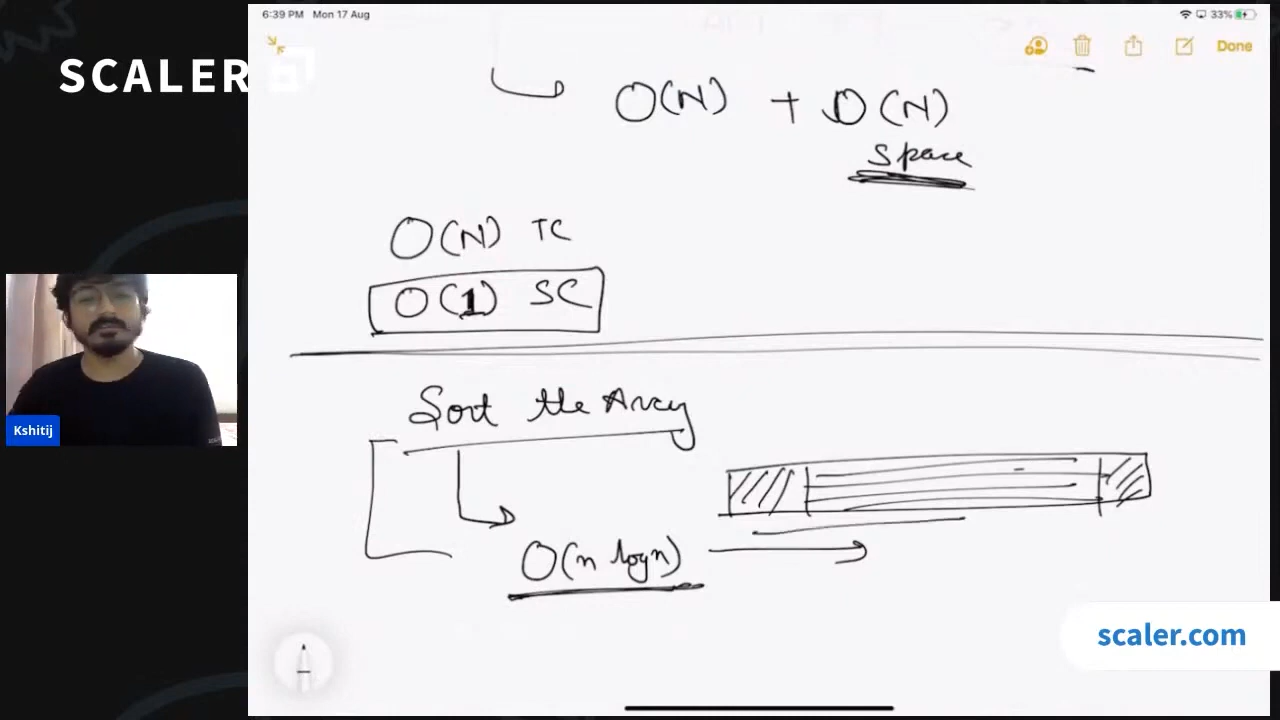 6:39 PM Mon 17 Aug 33%
Done
SCALER
O(N) + O(N)
Space
O(N) TC
O(1) SC
Sort the Array
Kshitij
O(n logn)
scaler.com